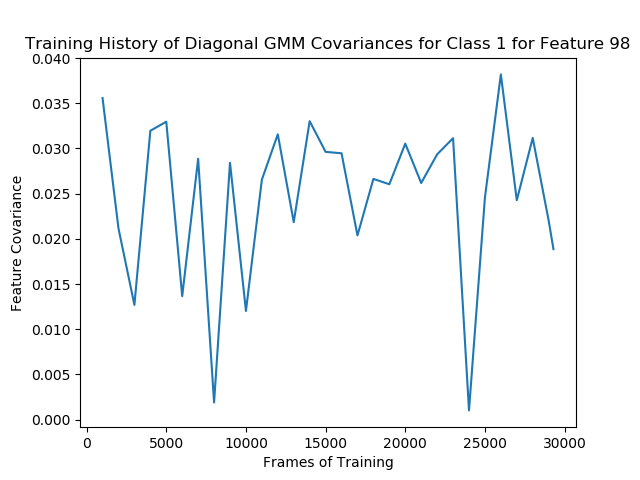 Training History of Diagonal GMM Covariances for Class 1 for Feature 98
0.040
0.035
0.030
0.025
0.020
0.015
0.010
0.005
0.000
Feature Covariance
0 5000 10000 15000 20000 25000 30000
Frames of Training